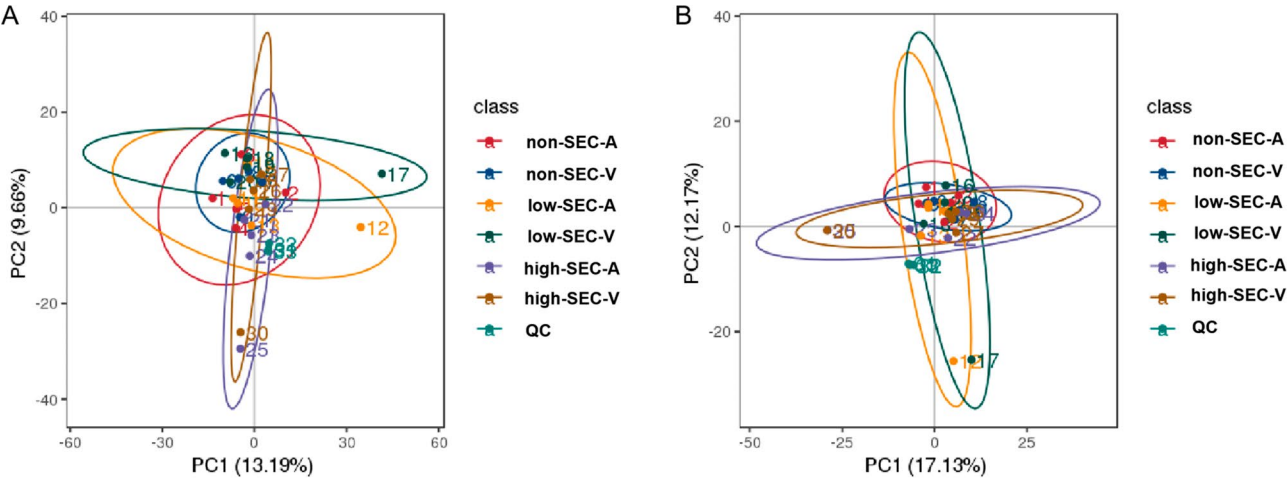 A
40
20
0
-20
-40
-60
-30
0
30
60
PC1 (13.19%)
PC2 (9.66%)
17
12
30
25
class
non-SEC-A
non-SEC-V
low-SEC-A
low-SEC-V
high-SEC-A
high-SEC-V
QC
B
40
20
0
-20
-50
-25
0
25
PC1 (17.13%)
PC2 (12.17%)
16
17
class
non-SEC-A
non-SEC-V
low-SEC-A
low-SEC-V
high-SEC-A
high-SEC-V
QC